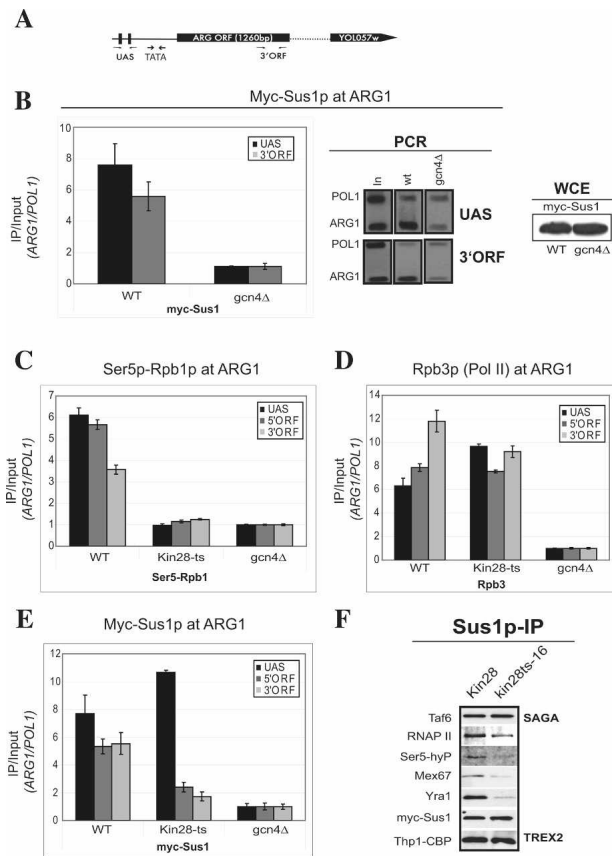 A
ARG ORF (1260bp)
YOL057w
UAS
TATA
3'ORF
Myc-Sus1p at ARG1
B
IP/Input
(ARG1/POL1)
10
8
6
4
2
0
UAS
3'ORF
WT
gcn4Δ
myc-Sus1
PCR
In
wt
gcn4Δ
POL1
ARG1
UAS
POL1
ARG1
3'ORF
WCE
myc-Sus1
WT gcn4Δ
C
Ser5p-Rpb1p at ARG1
IP/Input
(ARG1/POL1)
7
6
5
4
3
2
1
0
UAS
5'ORF
3'ORF
WT
Kin28-ts
gcn4Δ
Ser5-Rpb1
D
Rpb3p (Pol II) at ARG1
IP/Input
(ARG1/POL1)
14
12
10
8
6
4
2
0
UAS
5'ORF
3'ORF
WT
Kin28-ts
gcn4Δ
Rpb3
E
Myc-Sus1p at ARG1
IP/Input
(ARG1/POL1)
12
10
8
6
4
2
0
UAS
5'ORF
3'ORF
WT
Kin28-ts
gcn4Δ
myc-Sus1
F
Sus1p-IP
Kin28
kin28ts-16
Taf6
SAGA
RNAP II
Ser5-hyP
Mex67
Yra1
myc-Sus1
Thp1-CBP
TREX2